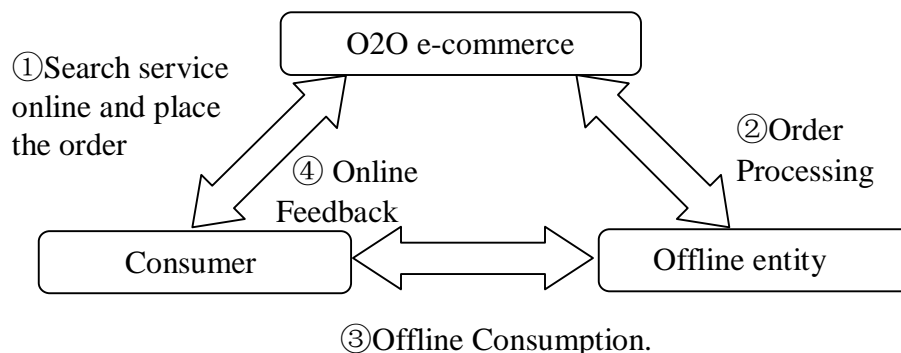 O2O e-commerce
①Search service
online and place
the order
②Order
Processing
④ Online
Feedback
Consumer
Offline entity
③Offline Consumption.